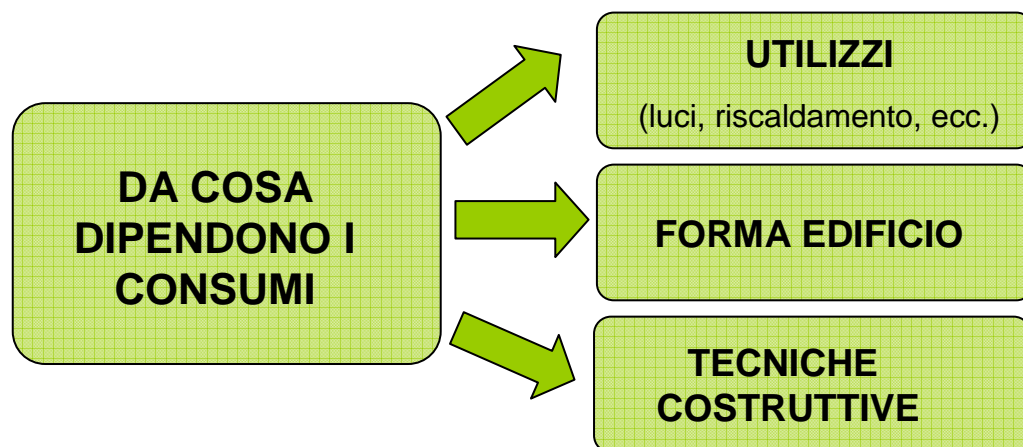 DA COSA
DIPENDONO I
CONSUMI
UTILIZZI
(luci, riscaldamento, ecc.)
FORMA EDIFICIO
TECNICHE
COSTRUTTIVE